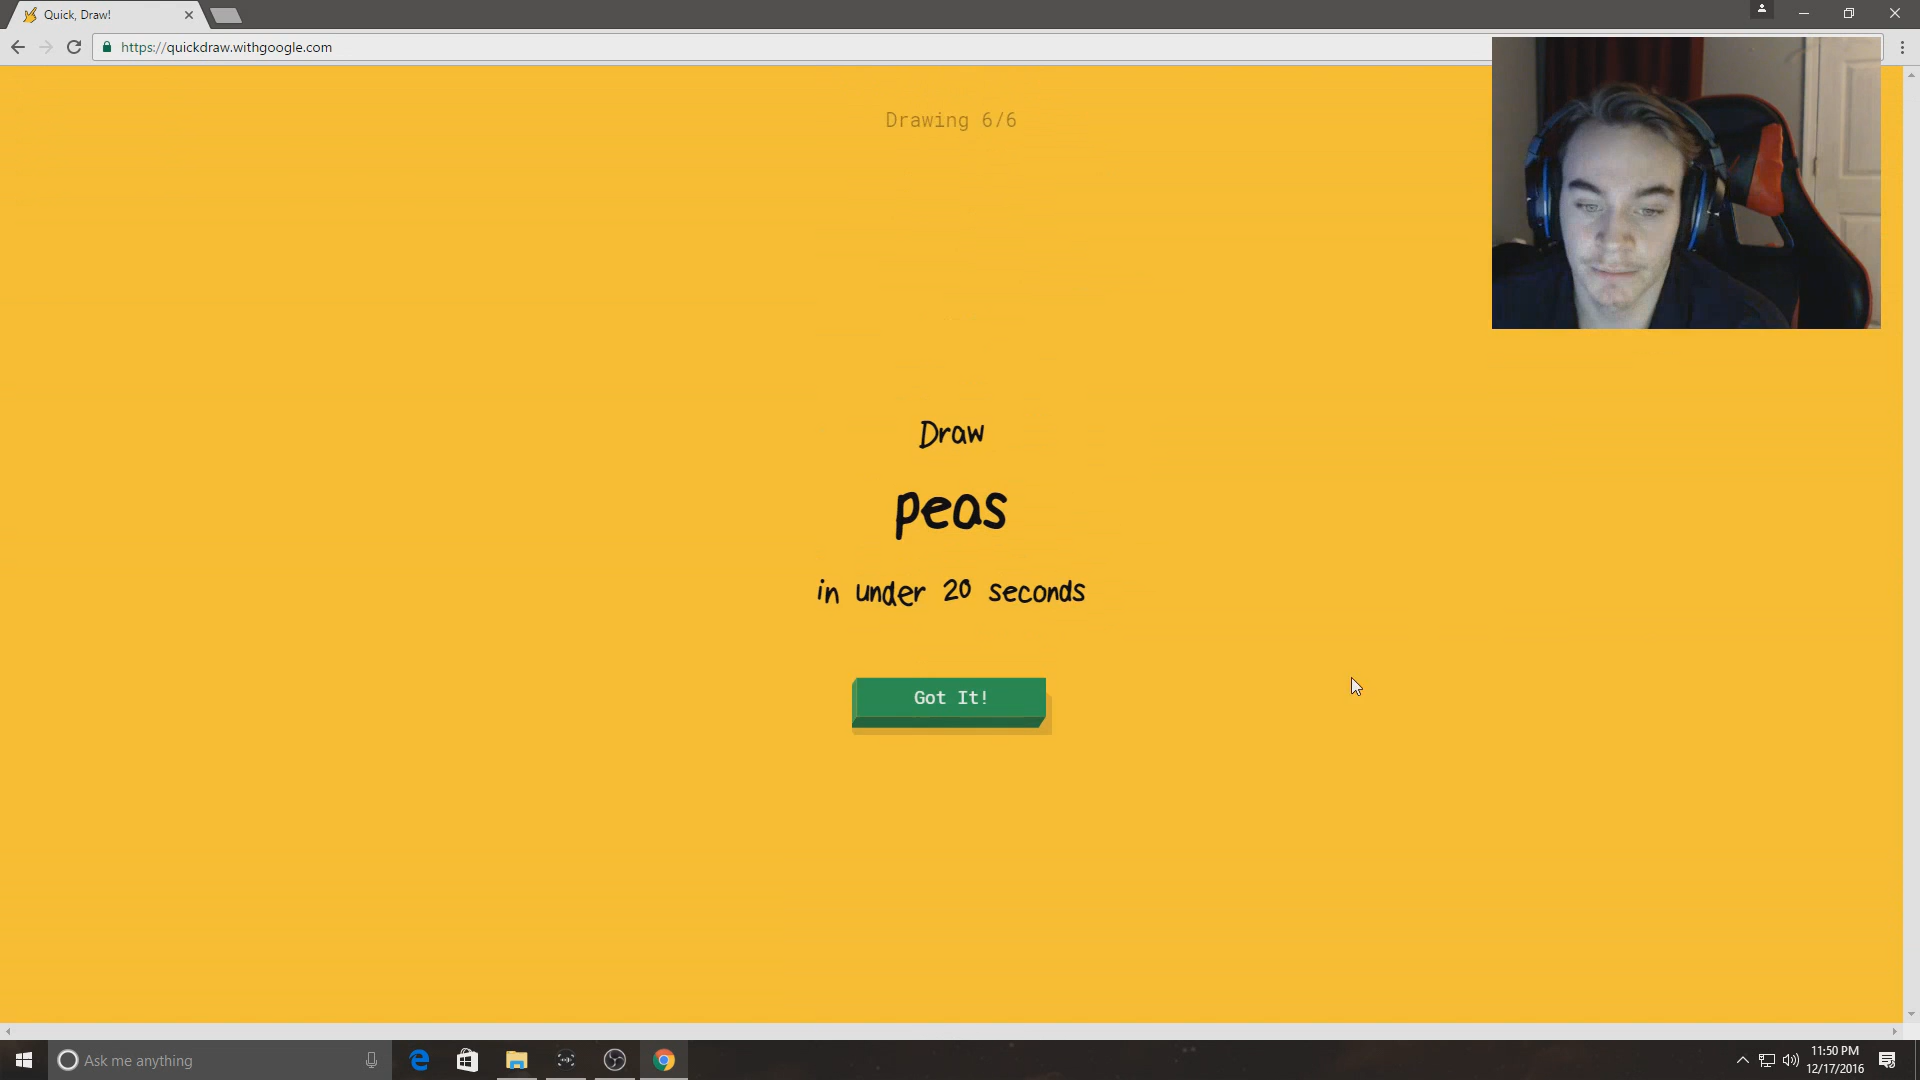 Quick, Draw!
https://quickdraw.withgoogle.com
Drawing 6/6
Draw
peas
in under 20 seconds
Got It!
Ask me anything
11:50 PM
12/17/2016